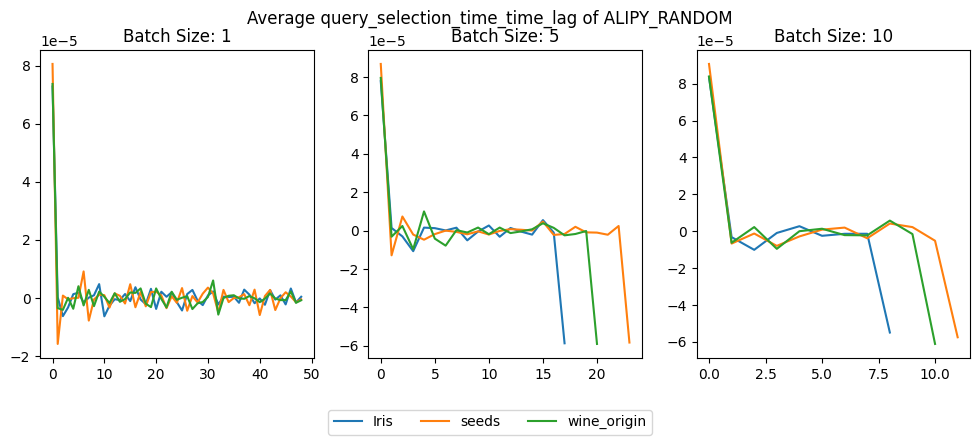 Average query_selection_time_time_lag of ALIPY_RANDOM
Batch Size: 1
1e−5
8
6
4
2
0
−2
0 10 20 30 40 50
Batch Size: 5
1e−5
8
6
4
2
0
−2
−4
−6
0 5 10 15 20
Batch Size: 10
1e−5
8
6
4
2
0
−2
−4
−6
0.0 2.5 5.0 7.5 10.0
Iris seeds wine_origin